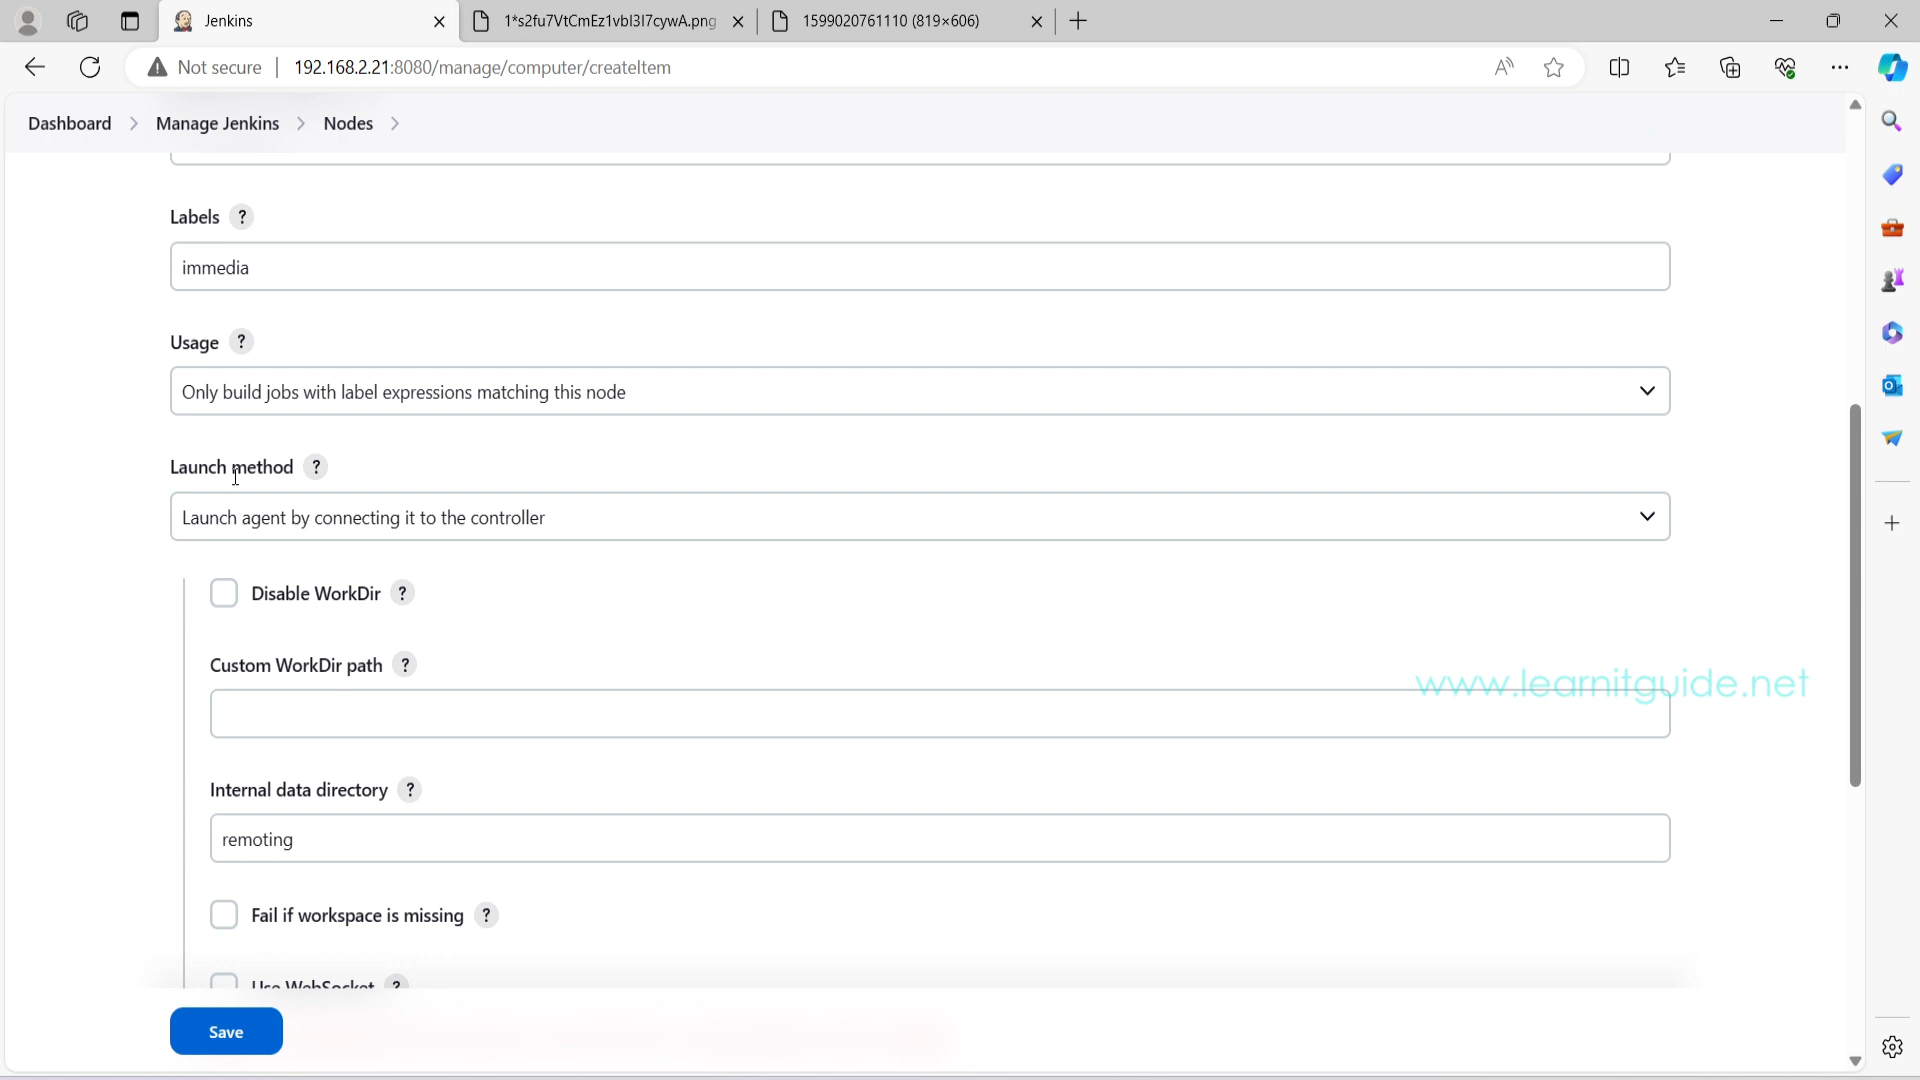 Jenkins
1*s2fu7VtCmEz1vbl3I7cywA.png
1599020761110 (819×606)
Not secure
192.168.2.21:8080/manage/computer/createItem
Dashboard
Manage Jenkins
Nodes
Labels ?
immedia
Usage ?
Only build jobs with label expressions matching this node
Launch method ?
Launch agent by connecting it to the controller
Disable WorkDir ?
Custom WorkDir path ?
www.learnitguide.net
Internal data directory ?
remoting
Fail if workspace is missing ?
Use WebSocket ?
Save